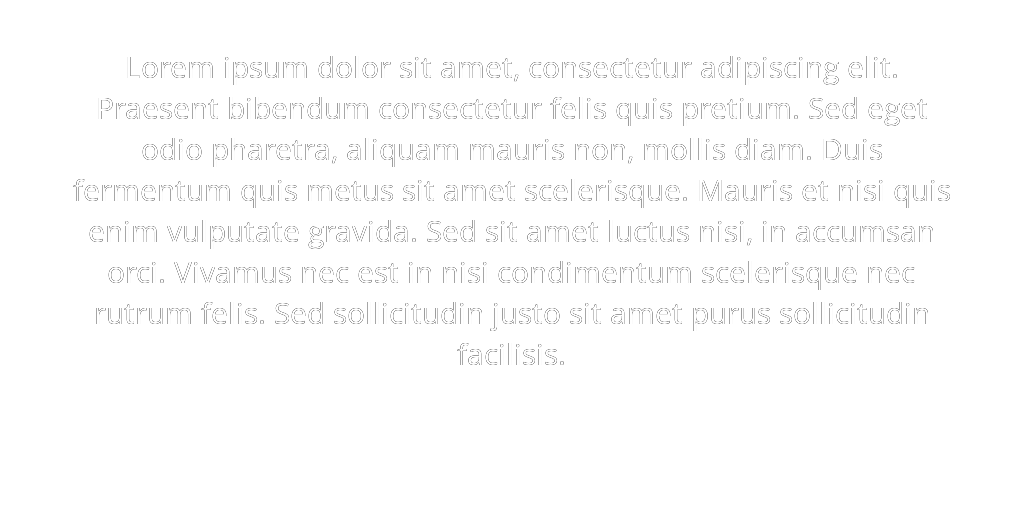 Lorem ipsum dolor sit amet, consectetur adipiscing elit.
Praesent bibendum consectetur felis quis pretium. Sed eget
odio pharetra, aliquam mauris non, mollis diam. Duis
fermentum quis metus sit amet scelerisque. Mauris et nisi quis
enim vulputate gravida. Sed sit amet luctus nisi, in accumsan
orci. Vivamus nec est in nisi condimentum scelerisque nec
rutrum felis. Sed sollicitudin justo sit amet purus sollicitudin
facilisis.